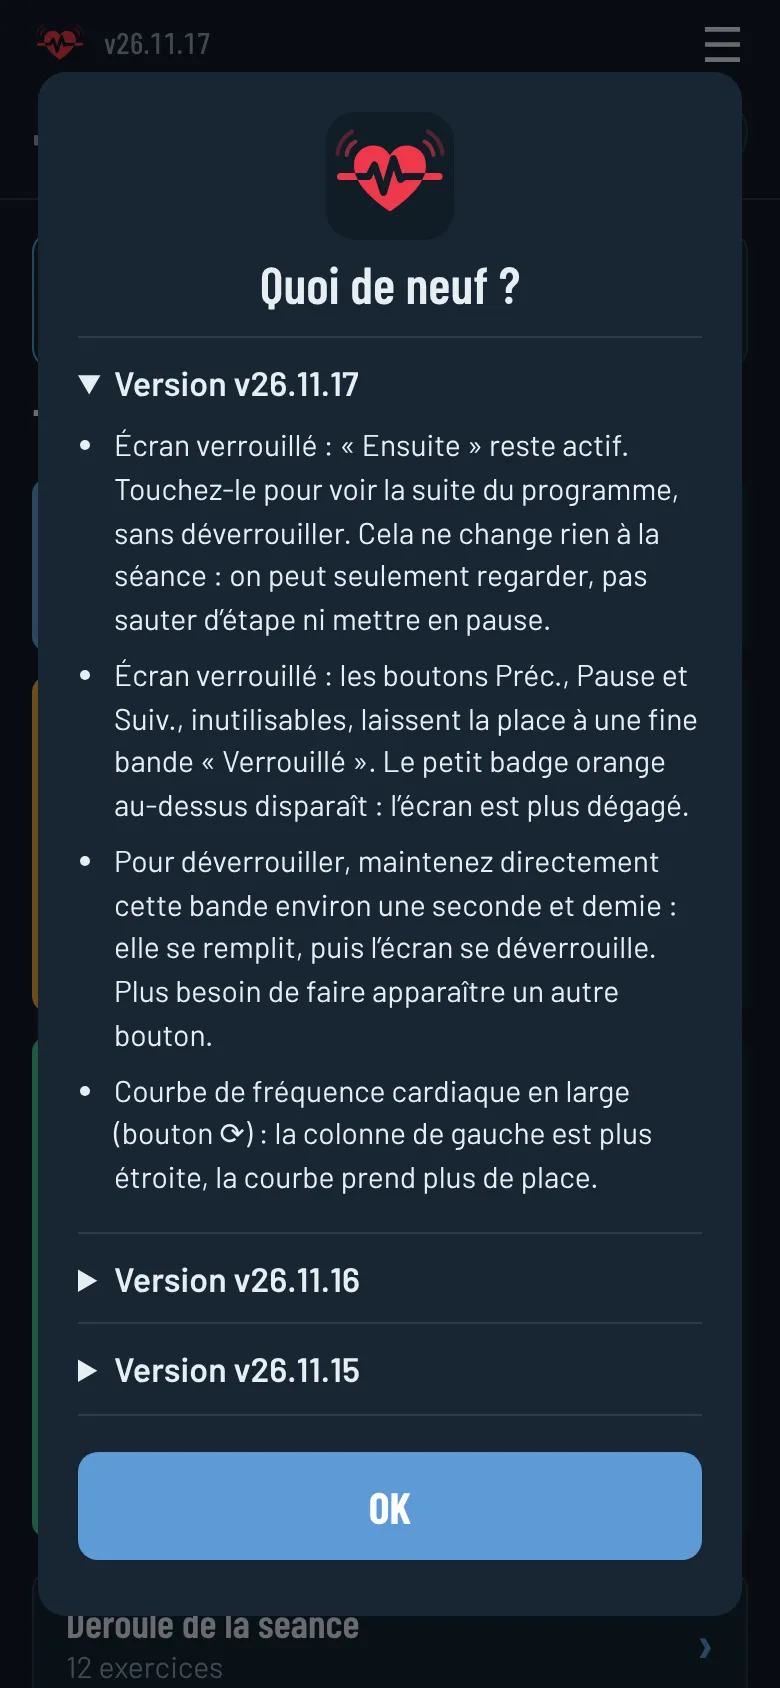 v26.11.17
Quoi de neuf ?
Version v26.11.17
Écran verrouillé : « Ensuite » reste actif.
Touchez-le pour voir la suite du programme,
sans déverrouiller. Cela ne change rien à la
séance : on peut seulement regarder, pas
sauter d’étape ni mettre en pause.
Écran verrouillé : les boutons Préc., Pause et
Suiv., inutilisables, laissent la place à une fine
bande « Verrouillé ». Le petit badge orange
au-dessus disparaît : l’écran est plus dégagé.
Pour déverrouiller, maintenez directement
cette bande environ une seconde et demie :
elle se remplit, puis l’écran se déverrouille.
Plus besoin de faire apparaître un autre
bouton.
Courbe de fréquence cardiaque en large
(bouton ⟳) : la colonne de gauche est plus
étroite, la courbe prend plus de place.
Version v26.11.16
Version v26.11.15
OK
Déroulé de la séance
12 exercices